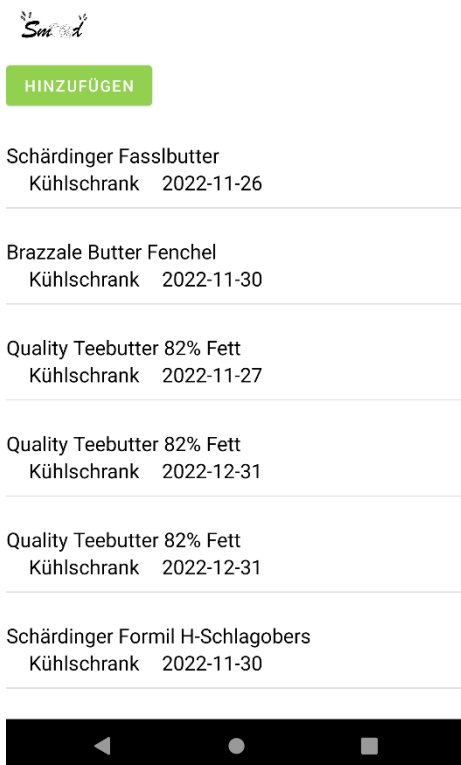 HINZUFÜGEN
Schärdinger Fasslbutter
Kühlschrank 2022-11-26
Brazzale Butter Fenchel
Kühlschrank 2022-11-30
Quality Teebutter 82% Fett
Kühlschrank 2022-11-27
Quality Teebutter 82% Fett
Kühlschrank 2022-12-31
Quality Teebutter 82% Fett
Kühlschrank 2022-12-31
Schärdinger Formil H-Schlagobers
Kühlschrank 2022-11-30